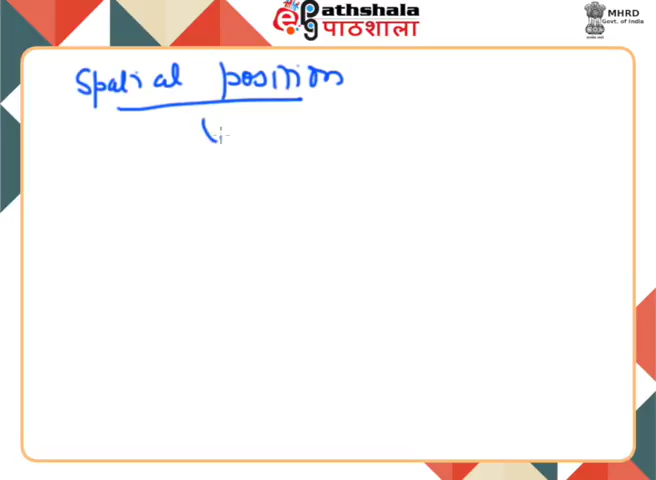 ePathshala
पाठशाला
MHRD
Govt. of India
Spatial position